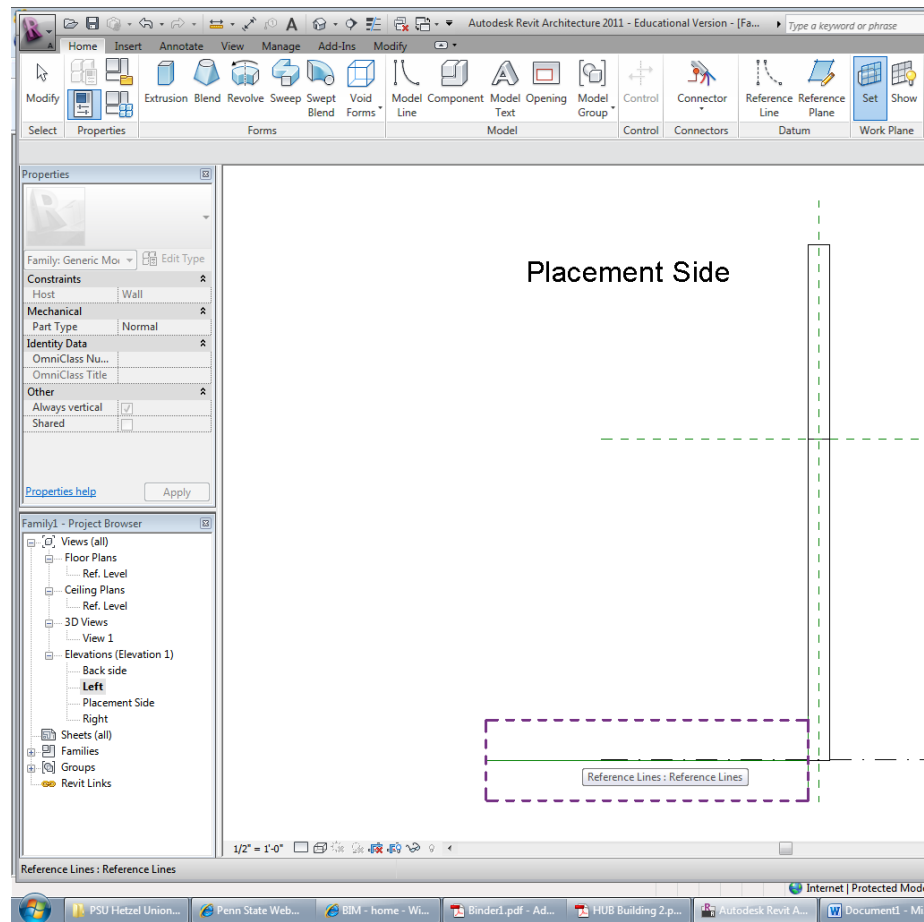 Autodesk Revit Architecture 2011 - Educational Version - [Fa...
Type a keyword or phrase
Home Insert Annotate View Manage Add-Ins Modify
Modify
Extrusion Blend Revolve Sweep Swept Blend Void Forms
Model Line Component Model Text Opening Model Group
Control
Connector
Reference Line Reference Plane
Set Show
Select Properties Forms Model Control Connectors Datum Work Plane
Properties
R1
Family: Generic Mo
Edit Type
Constraints
Host Wall
Mechanical
Part Type Normal
Identity Data
OmniClass Nu...
OmniClass Title
Other
Always vertical
Shared
Properties help
Apply
Family1 - Project Browser
Views (all)
Floor Plans
Ref. Level
Ceiling Plans
Ref. Level
3D Views
View 1
Elevations (Elevation 1)
Back side
Left
Placement Side
Right
Sheets (all)
Families
Groups
Revit Links
Placement Side
Reference Lines : Reference Lines
1/2" = 1'-0"
Reference Lines : Reference Lines
Internet | Protected Mod
PSU Hetzel Union...
Penn State Web...
BIM - home - Wi...
Binder1.pdf - Ad...
HUB Building 2.p...
Autodesk Revit A...
Document1 -